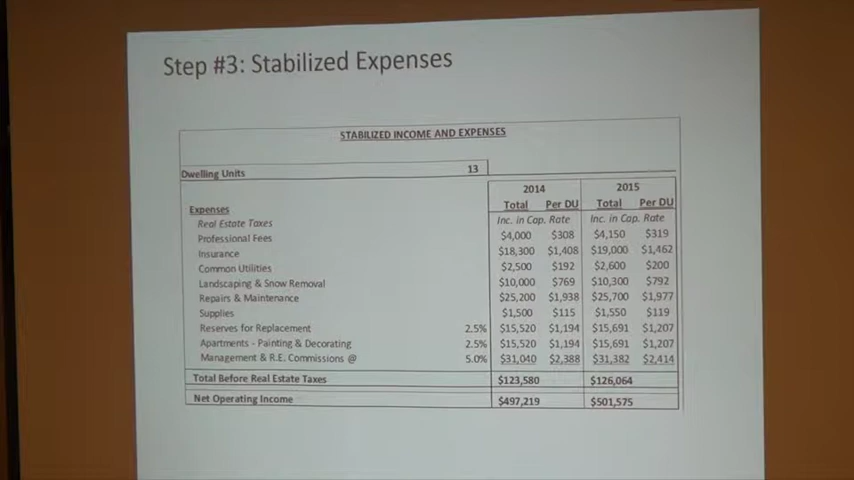 Step #3: Stabilized Expenses
STABILIZED INCOME AND EXPENSES
Dwelling Units 13
2014 2015
Expenses Total Per DU Total Per DU
Real Estate Taxes Inc. in Cap. Rate Inc. in Cap. Rate
Professional Fees $4,000 $308 $4,150 $319
Insurance $18,300 $1,408 $19,000 $1,462
Common Utilities $2,500 $192 $2,600 $200
Landscaping & Snow Removal $10,000 $769 $10,300 $792
Repairs & Maintenance $25,200 $1,938 $25,700 $1,977
Supplies $1,500 $115 $1,550 $119
Reserves for Replacement 2.5% $15,520 $1,194 $15,691 $1,207
Apartments - Painting & Decorating 2.5% $15,520 $1,194 $15,691 $1,207
Management & R.E. Commissions @ 5.0% $31,040 $2,388 $31,382 $2,414
Total Before Real Estate Taxes $123,580 $126,064
Net Operating Income $497,219 $501,575